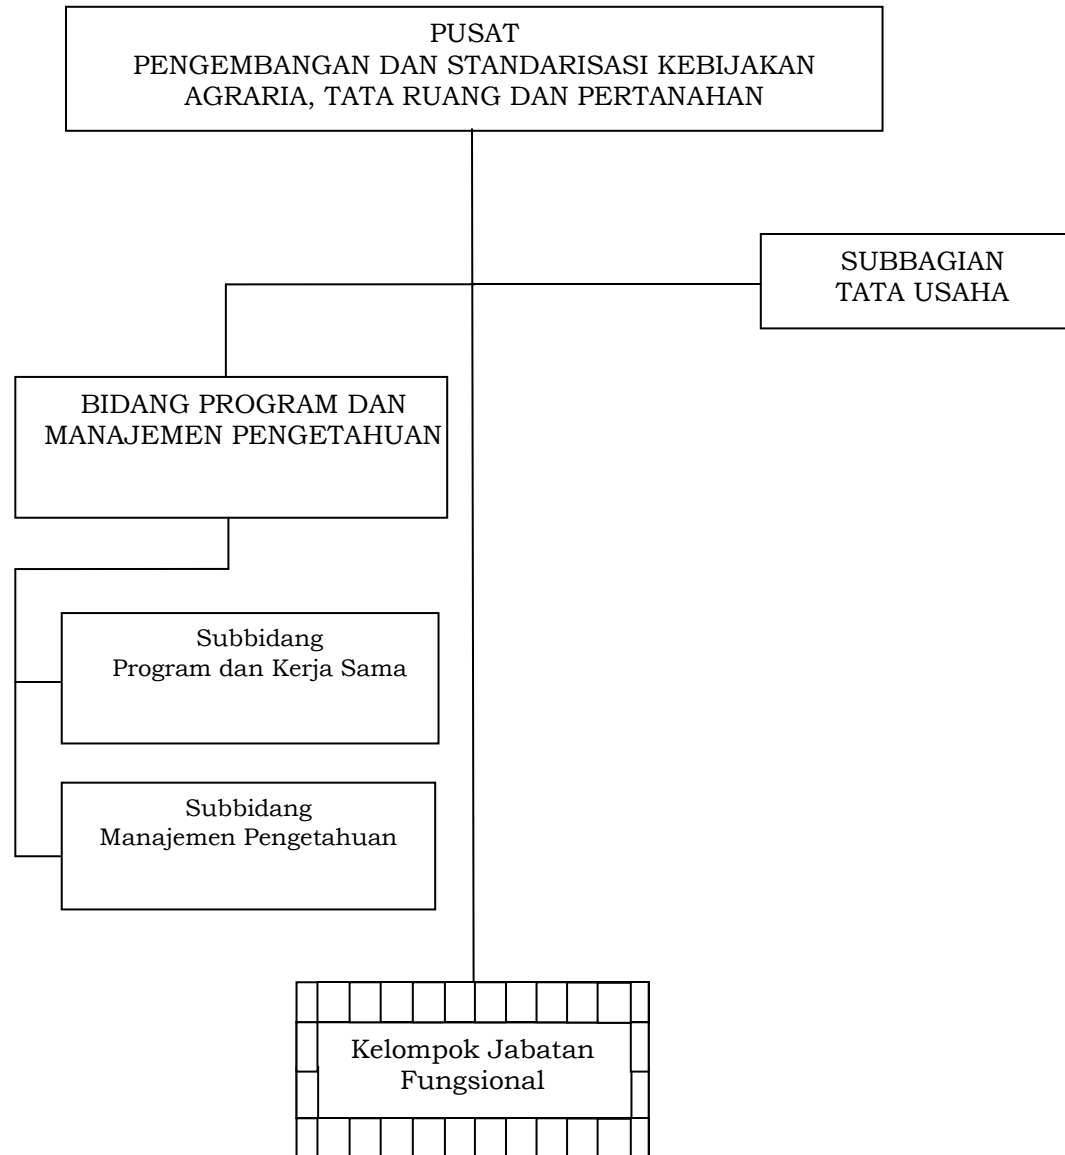 PUSAT
PENGEMBANGAN DAN STANDARISASI KEBIJAKAN
AGRARIA, TATA RUANG DAN PERTANAHAN
SUBBAGIAN
TATA USAHA
BIDANG PROGRAM DAN
MANAJEMEN PENGETAHUAN
Subbidang
Program dan Kerja Sama
Subbidang
Manajemen Pengetahuan
Kelompok Jabatan
Fungsional